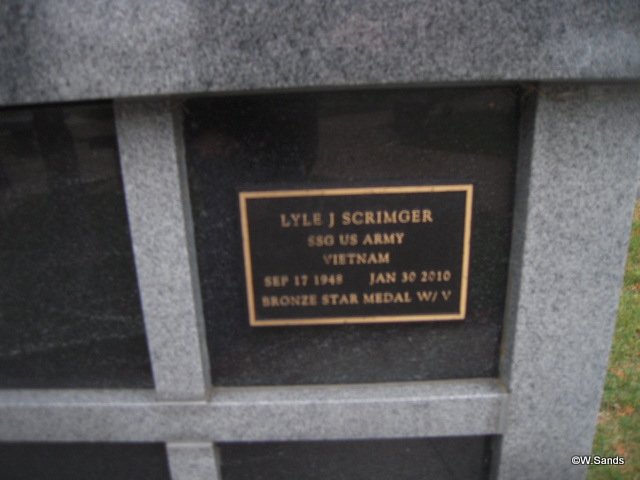 LYLE J SCRIMGER
SSG US ARMY
VIETNAM
SEP 17 1948 JAN 30 2010
BRONZE STAR MEDAL W/ V
©W.Sands